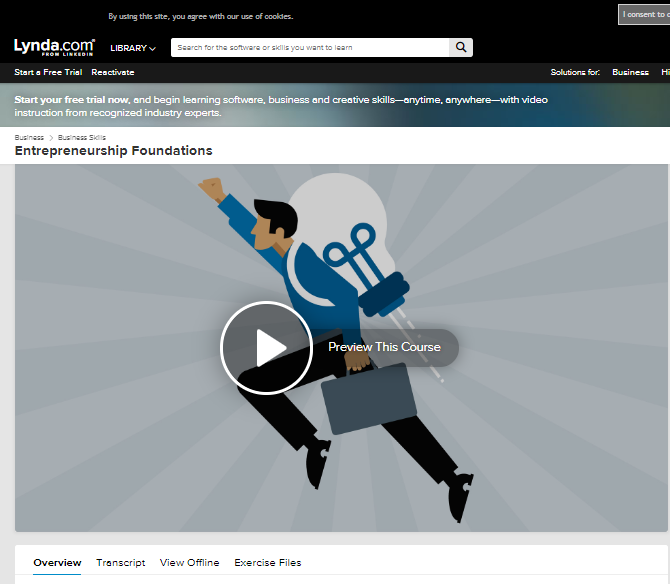 By using this site, you agree with our use of cookies.
I consent to
Lynda.com
FROM LINKEDIN
LIBRARY
Search for the software or skills you want to learn
Start a Free Trial
Reactivate
Solutions for:
Business
Start your free trial now, and begin learning software, business and creative skills—anytime, anywhere—with video
instruction from recognized industry experts.
Business
Business Skills
Entrepreneurship Foundations
Preview This Course
Overview
Transcript
View Offline
Exercise Files